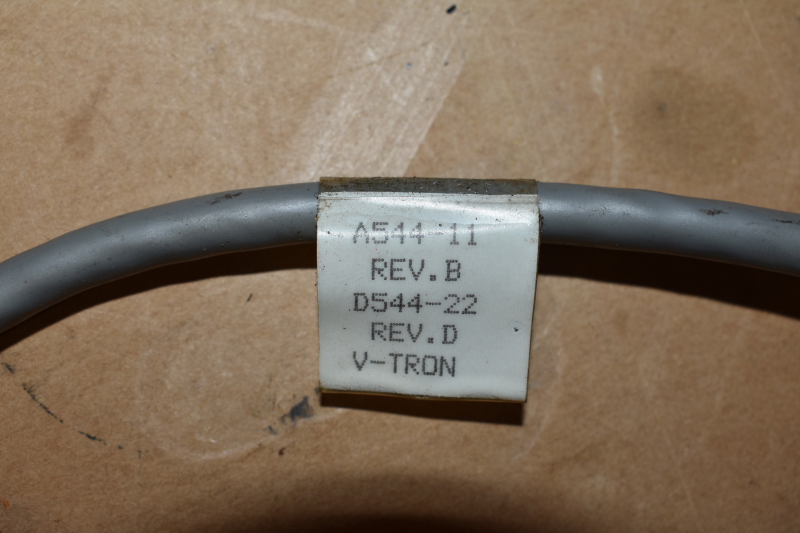 A544-11
REV.B
D544-22
REV.D
V-TRON